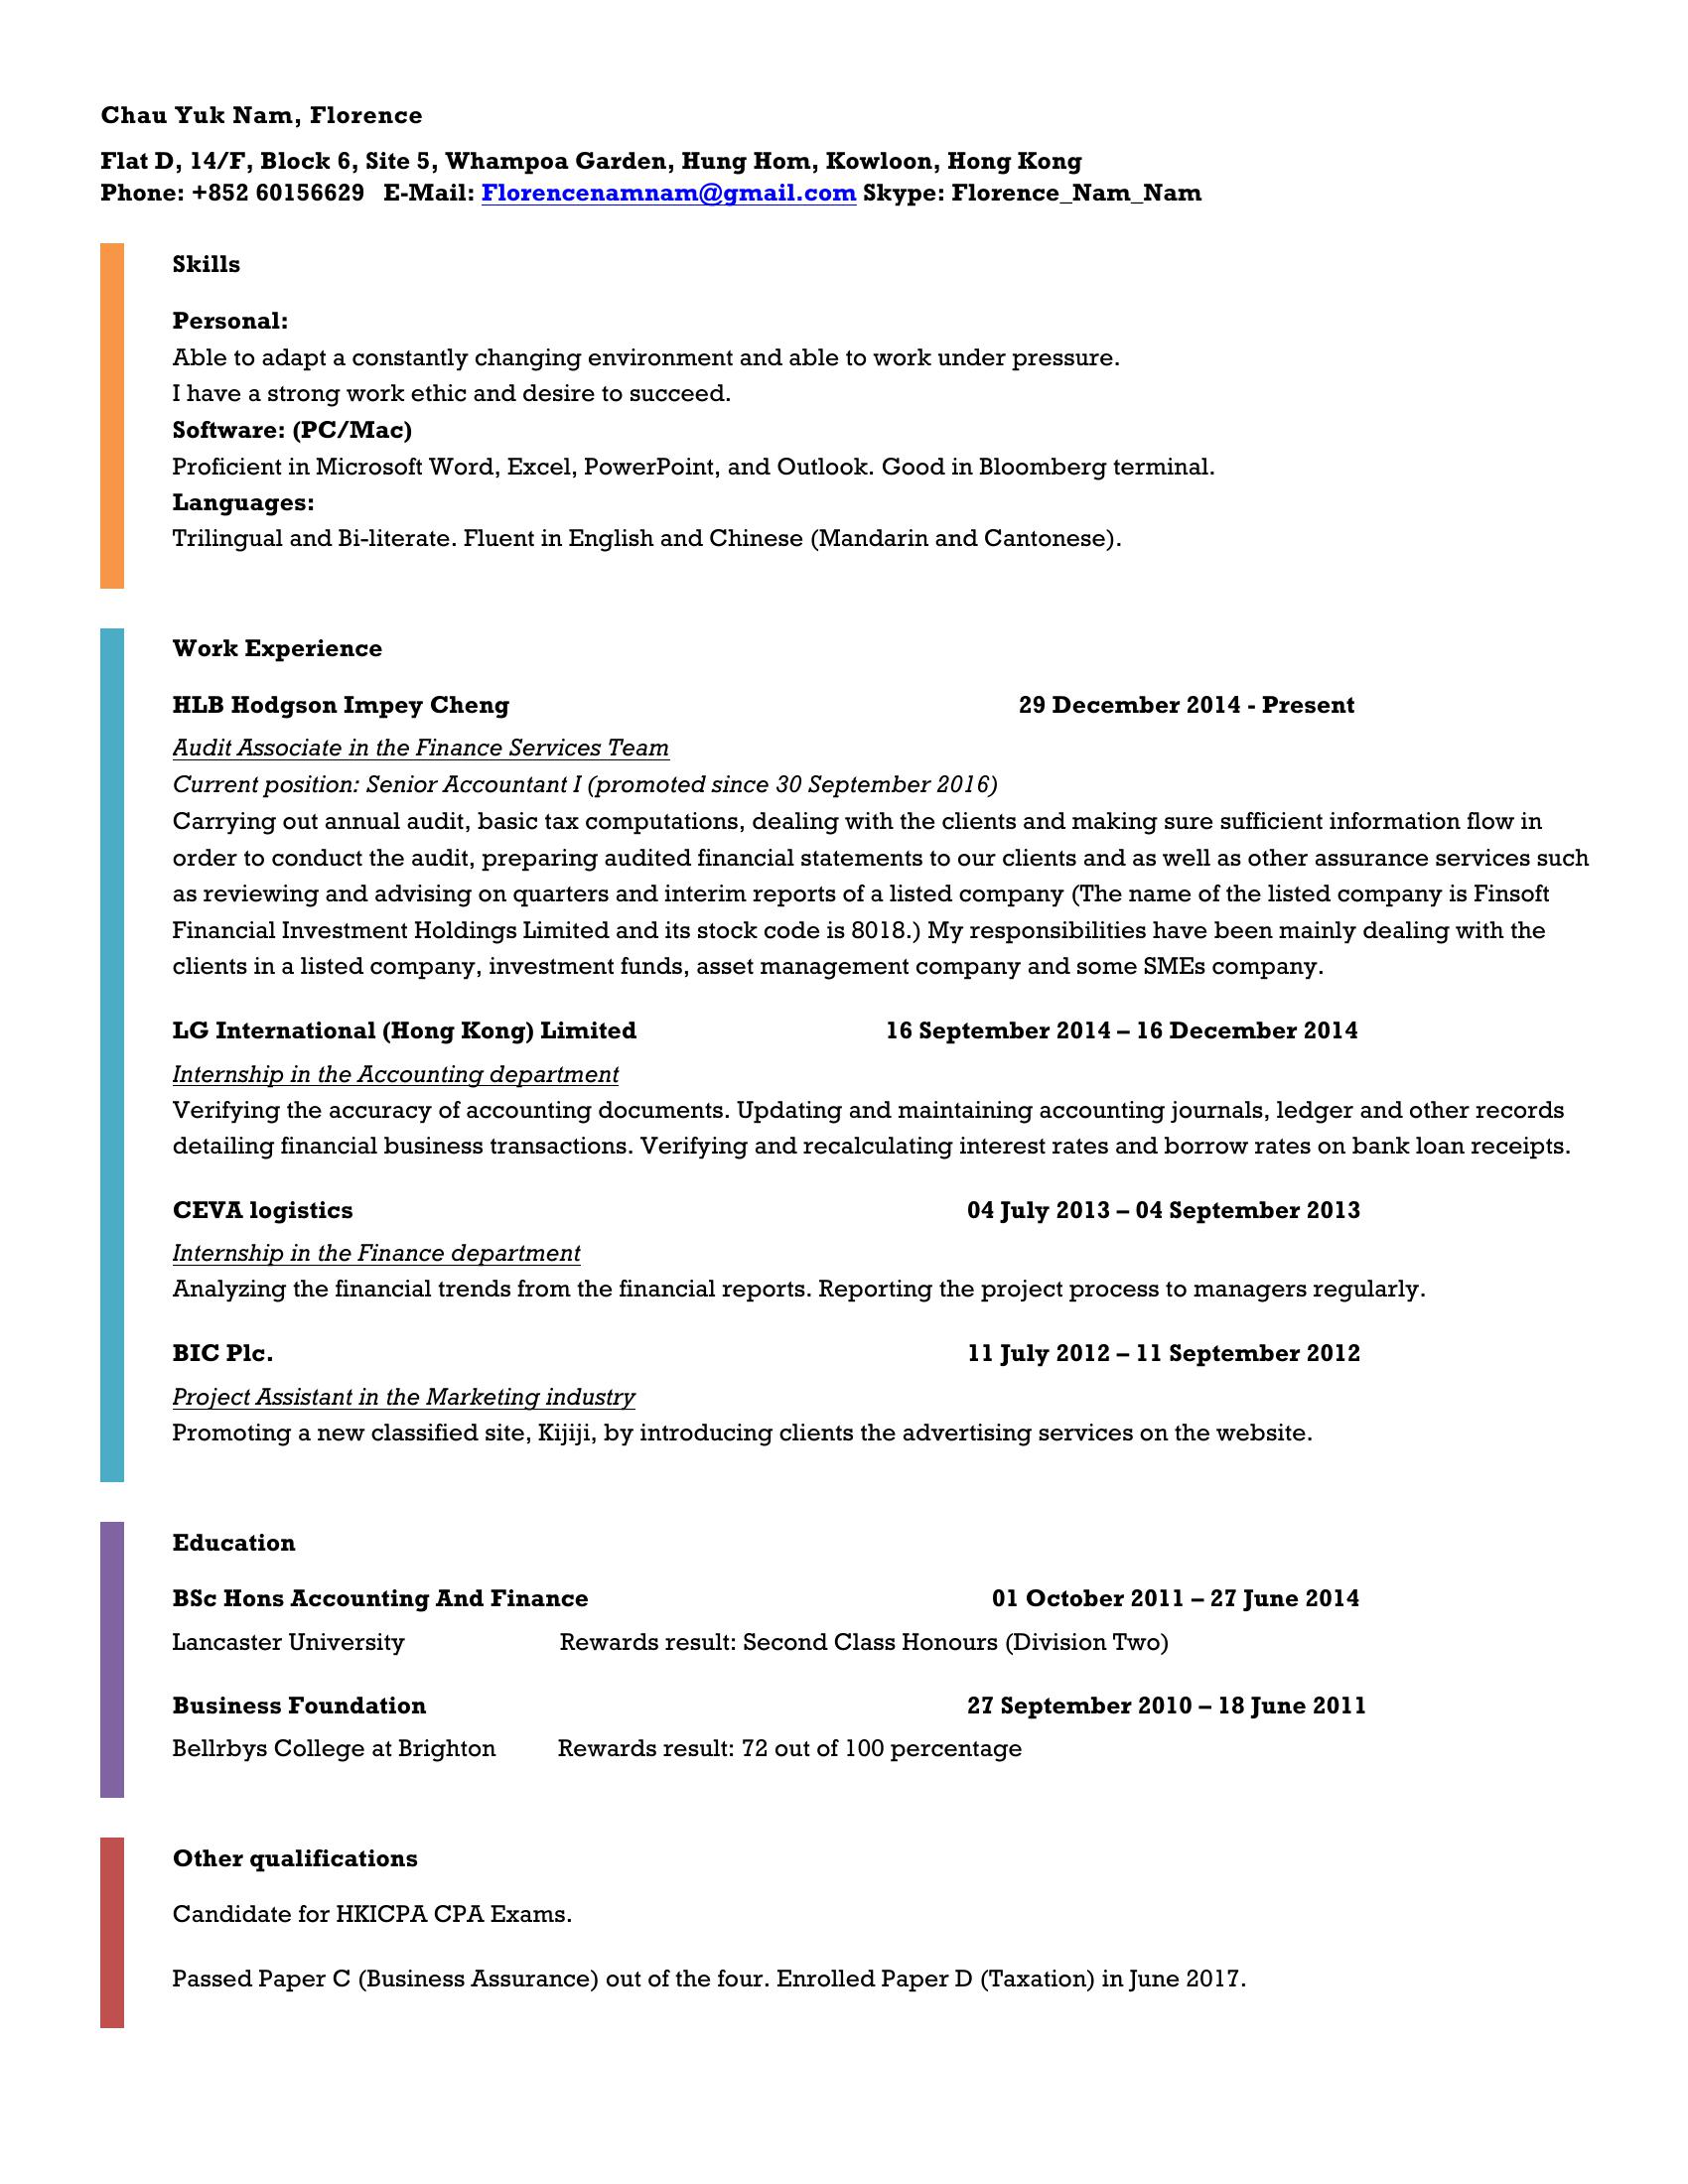 Chau Yuk Nam, Florence
Flat D, 14/F, Block 6, Site 5, Whampoa Garden, Hung Hom, Kowloon, Hong Kong
Phone: +852 60156629 E-Mail: Florencenamnam@gmail.com Skype: Florence_Nam_Nam
Skills
Personal:
Able to adapt a constantly changing environment and able to work under pressure.
I have a strong work ethic and desire to succeed.
Software: (PC/Mac)
Proficient in Microsoft Word, Excel, PowerPoint, and Outlook. Good in Bloomberg terminal.
Languages:
Trilingual and Bi-literate. Fluent in English and Chinese (Mandarin and Cantonese).
Work Experience
HLB Hodgson Impey Cheng 29 December 2014 - Present
Audit Associate in the Finance Services Team
Current position: Senior Accountant I (promoted since 30 September 2016)
Carrying out annual audit, basic tax computations, dealing with the clients and making sure sufficient information flow in
order to conduct the audit, preparing audited financial statements to our clients and as well as other assurance services such
as reviewing and advising on quarters and interim reports of a listed company (The name of the listed company is Finsoft
Financial Investment Holdings Limited and its stock code is 8018.) My responsibilities have been mainly dealing with the
clients in a listed company, investment funds, asset management company and some SMEs company.
LG International (Hong Kong) Limited 16 September 2014 – 16 December 2014
Internship in the Accounting department
Verifying the accuracy of accounting documents. Updating and maintaining accounting journals, ledger and other records
detailing financial business transactions. Verifying and recalculating interest rates and borrow rates on bank loan receipts.
CEVA logistics 04 July 2013 – 04 September 2013
Internship in the Finance department
Analyzing the financial trends from the financial reports. Reporting the project process to managers regularly.
BIC Plc. 11 July 2012 – 11 September 2012
Project Assistant in the Marketing industry
Promoting a new classified site, Kijiji, by introducing clients the advertising services on the website.
Education
BSc Hons Accounting And Finance 01 October 2011 – 27 June 2014
Lancaster University Rewards result: Second Class Honours (Division Two)
Business Foundation 27 September 2010 – 18 June 2011
Bellrbys College at Brighton Rewards result: 72 out of 100 percentage
Other qualifications
Candidate for HKICPA CPA Exams.
Passed Paper C (Business Assurance) out of the four. Enrolled Paper D (Taxation) in June 2017.